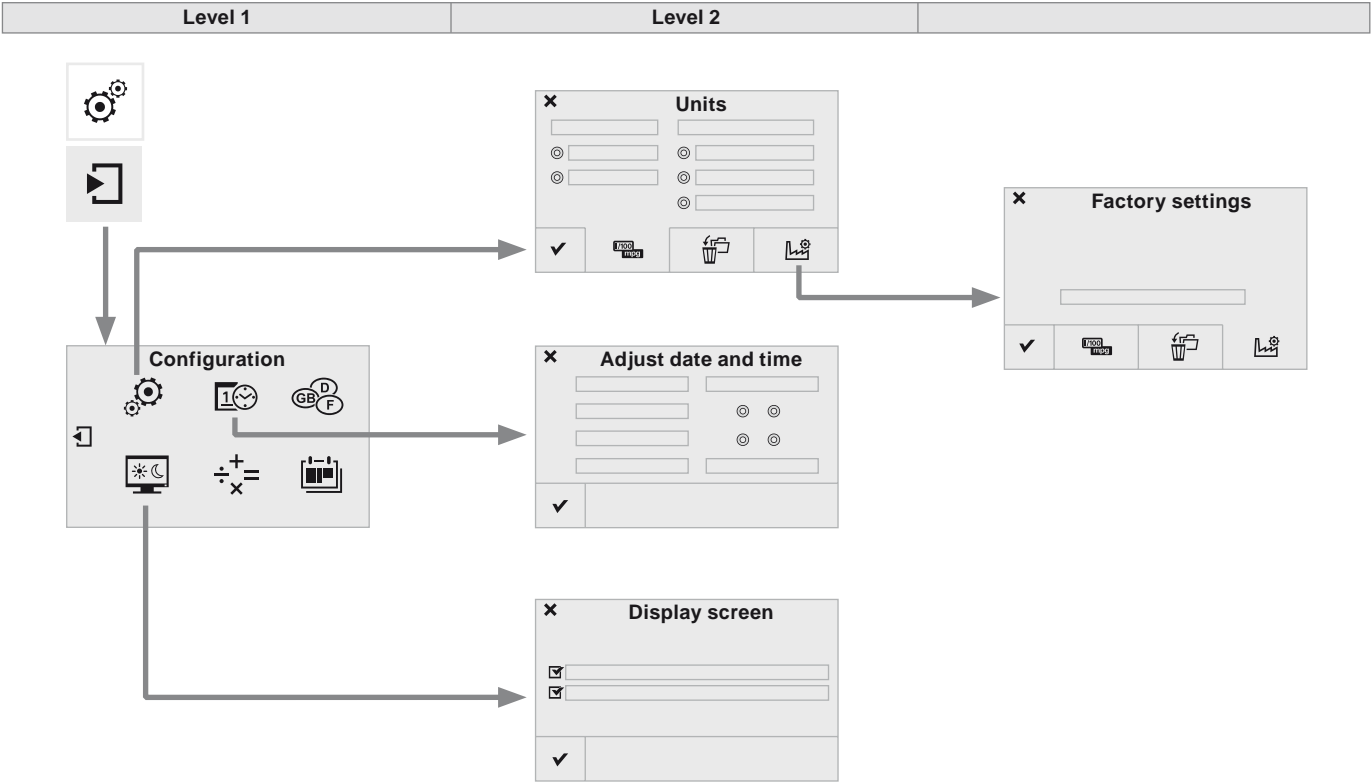 Level 1
Level 2
Units
l/100
mpg
Factory settings
l/100
mpg
Configuration
1
GB D F
Adjust date and time
Display screen